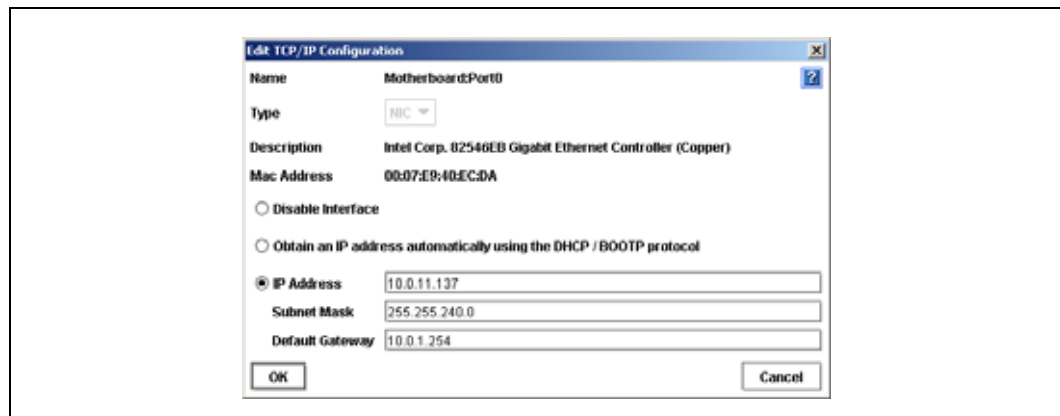 Edit TCP/IP Configuration
Name Motherboard:Port0
Type NIC
Description Intel Corp. 82546EB Gigabit Ethernet Controller (Copper)
Mac Address 00:07:E9:40:EC:DA
Disable Interface
Obtain an IP address automatically using the DHCP / BOOTP protocol
IP Address 10.0.11.137
Subnet Mask 255.255.240.0
Default Gateway 10.0.1.254
OK Cancel